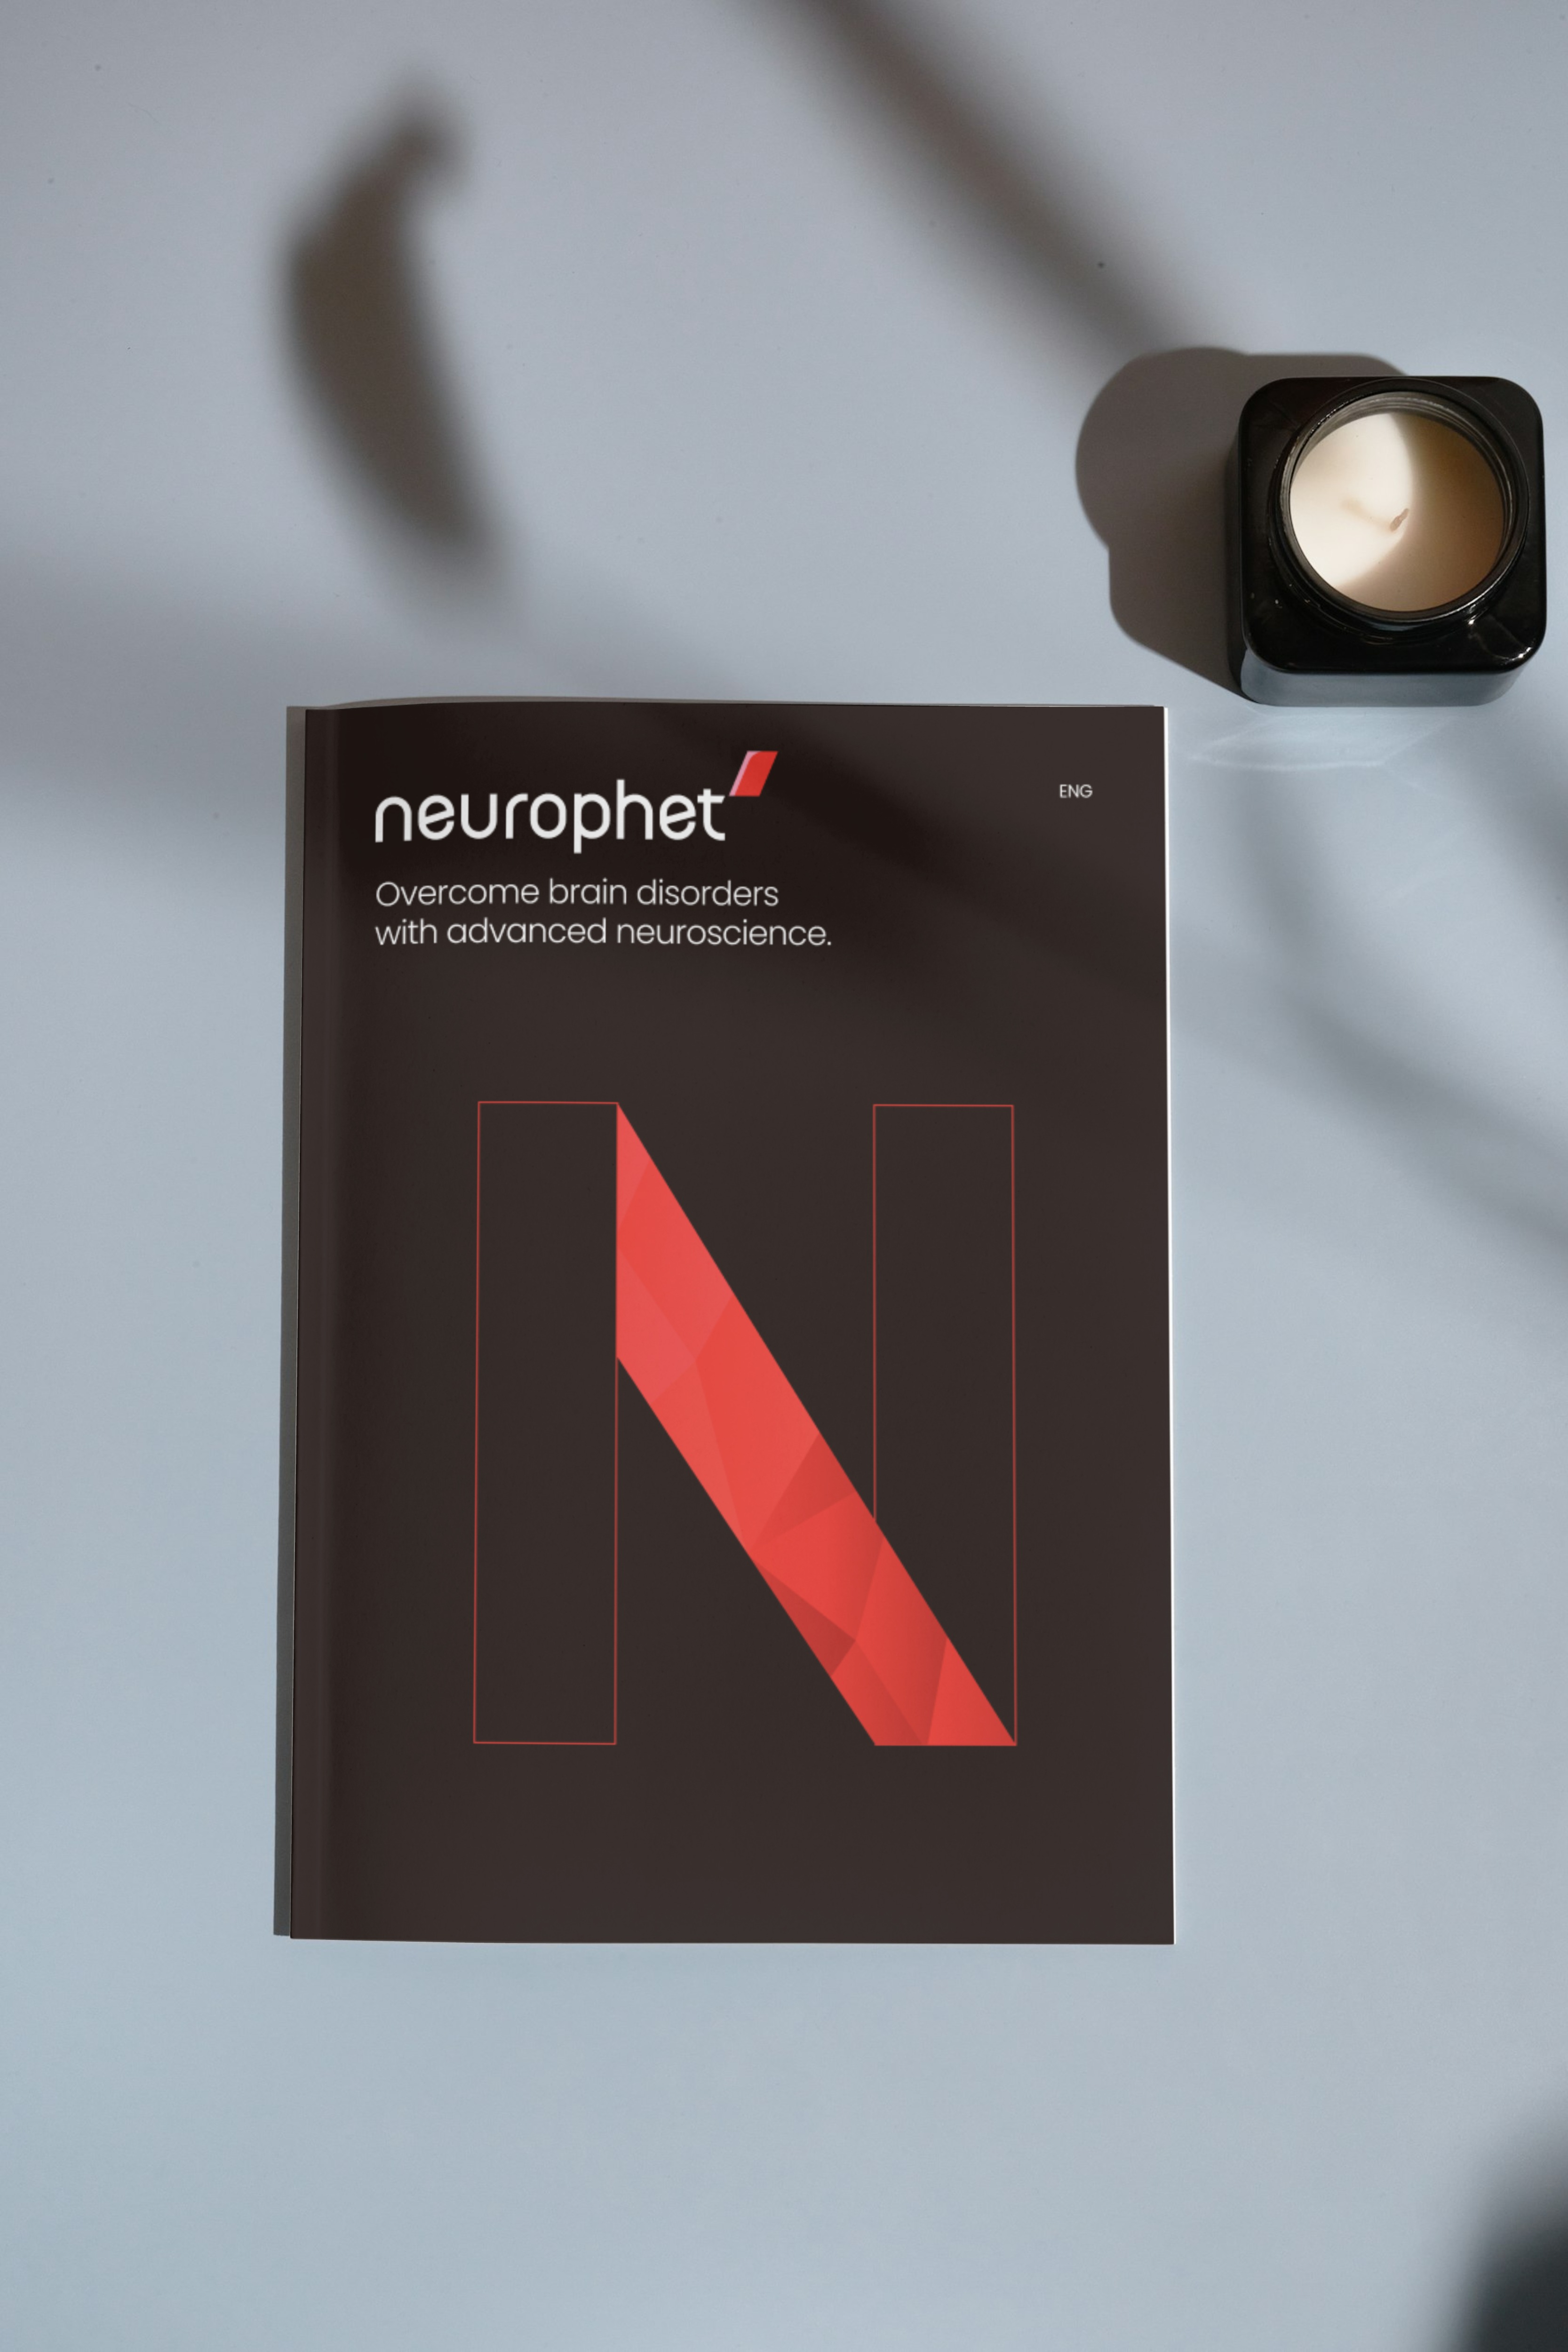 neurophet
ENG
Overcome brain disorders
with advanced neuroscience.
N